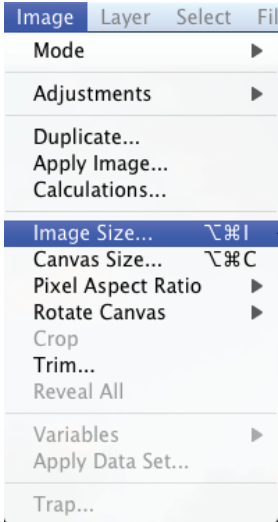 Image Layer Select Fil
Mode
Adjustments
Duplicate...
Apply Image...
Calculations...
Image Size... ⌥⌘I
Canvas Size... ⌥⌘C
Pixel Aspect Ratio
Rotate Canvas
Crop
Trim...
Reveal All
Variables
Apply Data Set...
Trap...